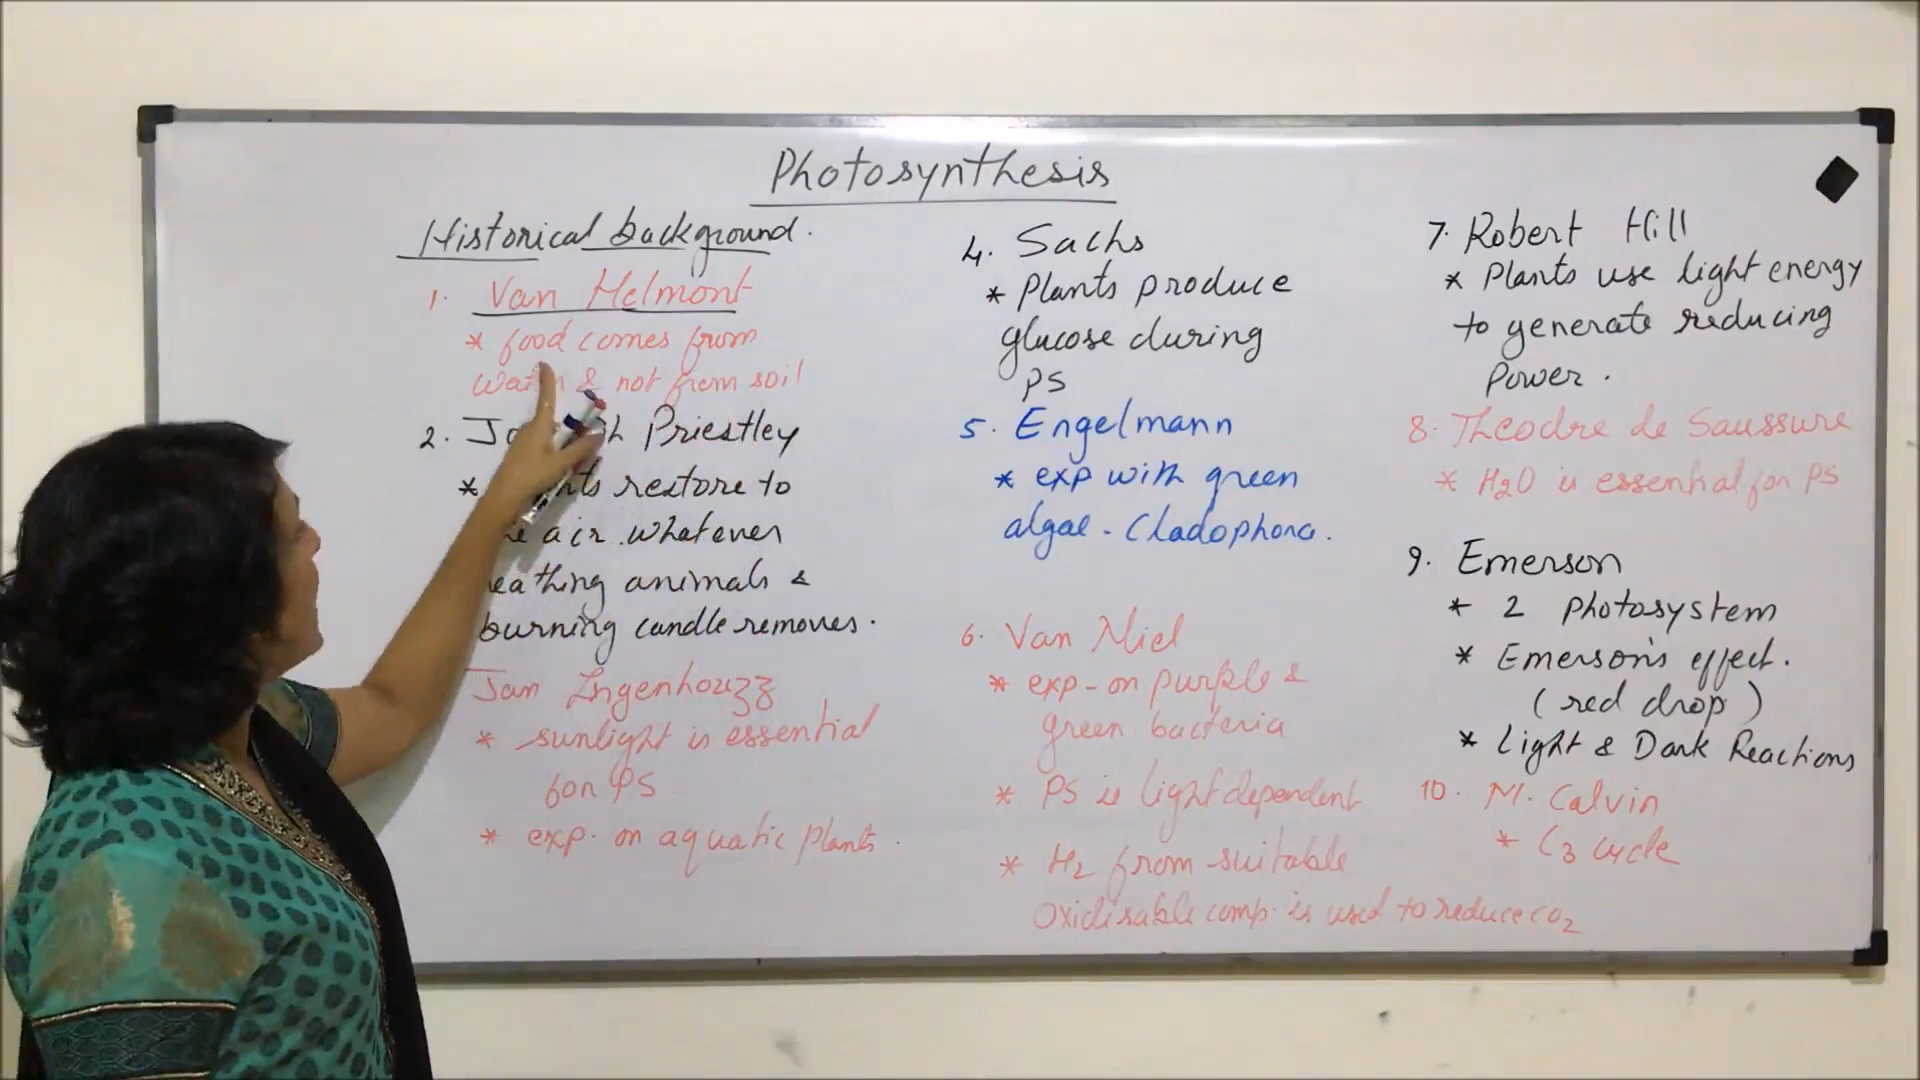 Photosynthesis
Historical background.
1. Van Helmont
* food comes from
& not from soil
2. Priestley
* restore to
air whatever
animals &
burning candle removes.
Jan Ingenhouzz
* sunlight is essential
for PS
* exp. on aquatic plants.
4. Sachs
* Plants produce
glucose during
PS
5. Engelmann
* exp with green
algae - Cladophora.
6. Van Niel
* exp - on purple &
green bacteria
* PS is light dependent
* H2 from suitable
Oxidisable comp. is used to reduce CO2
7. Robert Hill
* Plants use light energy
to generate reducing
Power.
8. Theodre de Saussure
* H2O is essential for PS
9. Emerson
* 2 Photosystem
* Emerson's effect.
(red drop)
* Light & Dark Reactions
10. M. Calvin
* C3 cycle